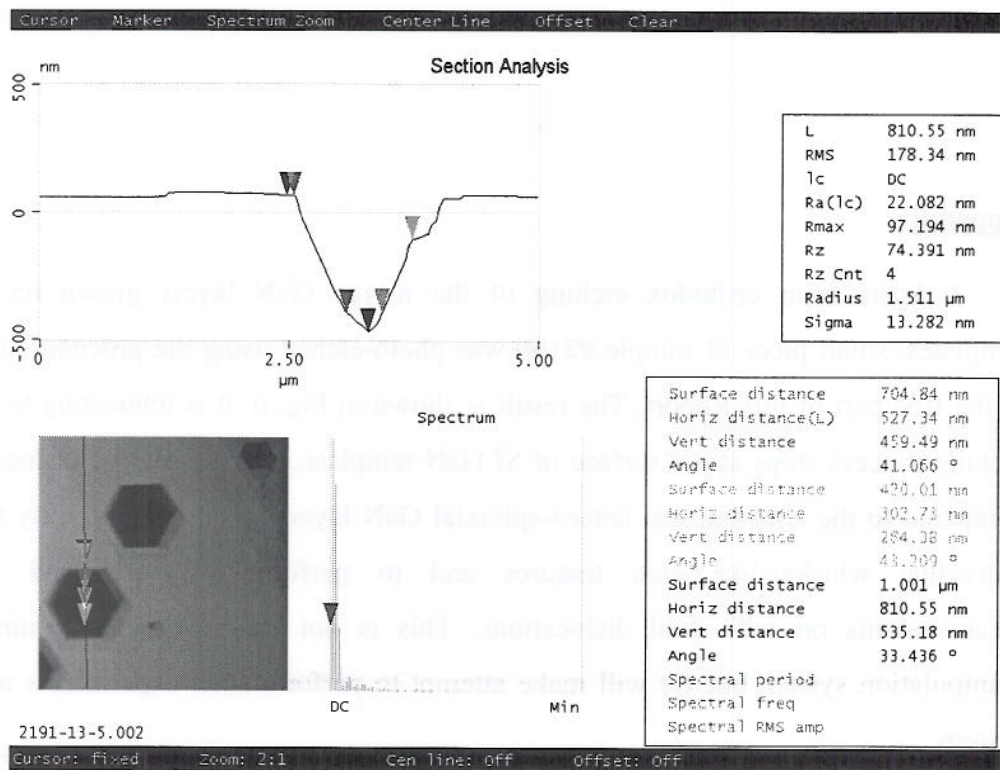 Cursor Marker Spectrum Zoom Center Line Offset Clear
Section Analysis
nm
500
0
-500
0 2.50 5.00
µm
L 810.55 nm
RMS 178.34 nm
lc DC
Ra(lc) 22.082 nm
Rmax 97.194 nm
Rz 74.391 nm
Rz Cnt 4
Radius 1.511 µm
Sigma 13.282 nm
Surface distance 704.84 nm
Horiz distance(L) 527.34 nm
Vert distance 459.49 nm
Angle 41.066 °
Surface distance 420.01 nm
Horiz distance 302.73 nm
Vert distance 284.38 nm
Angle °
Surface distance 1.001 µm
Horiz distance 810.55 nm
Vert distance 535.18 nm
Angle 33.436 °
Spectral period
Spectral freq
Spectral RMS amp
Spectrum
DC Min
2191-13-5.002
Cursor: fixed Zoom: 2:1 Cen line: Off Offset: Off